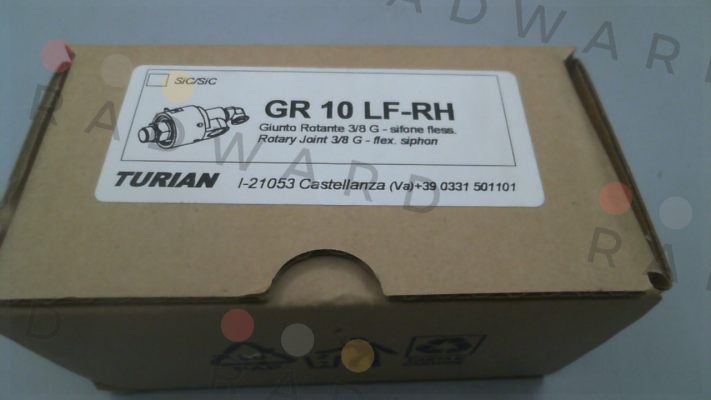 SiC/SiC
GR 10 LF-RH
Giunto Rotante 3/8 G - sifone fless.
Rotary Joint 3/8 G - flex. siphon
TURIAN I-21053 Castellanza (Va)+39 0331 501101
RADWARD